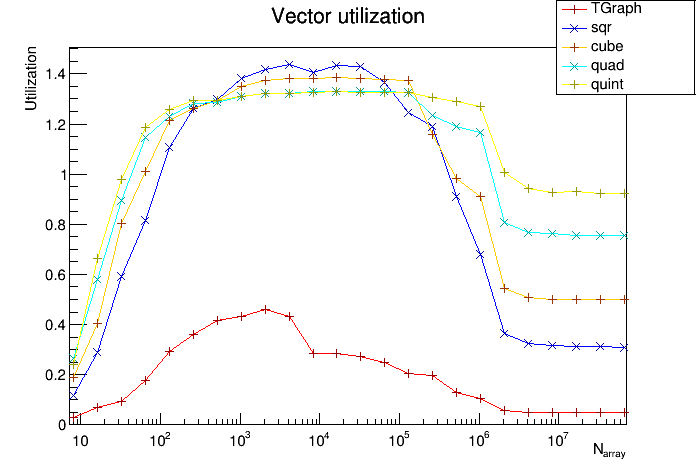 Vector utilization
TGraph
sqr
cube
quad
quint
Utilization
1.4
1.2
1
0.8
0.6
0.4
0.2
0
10
10²
10³
10⁴
10⁵
10⁶
10⁷
N_array